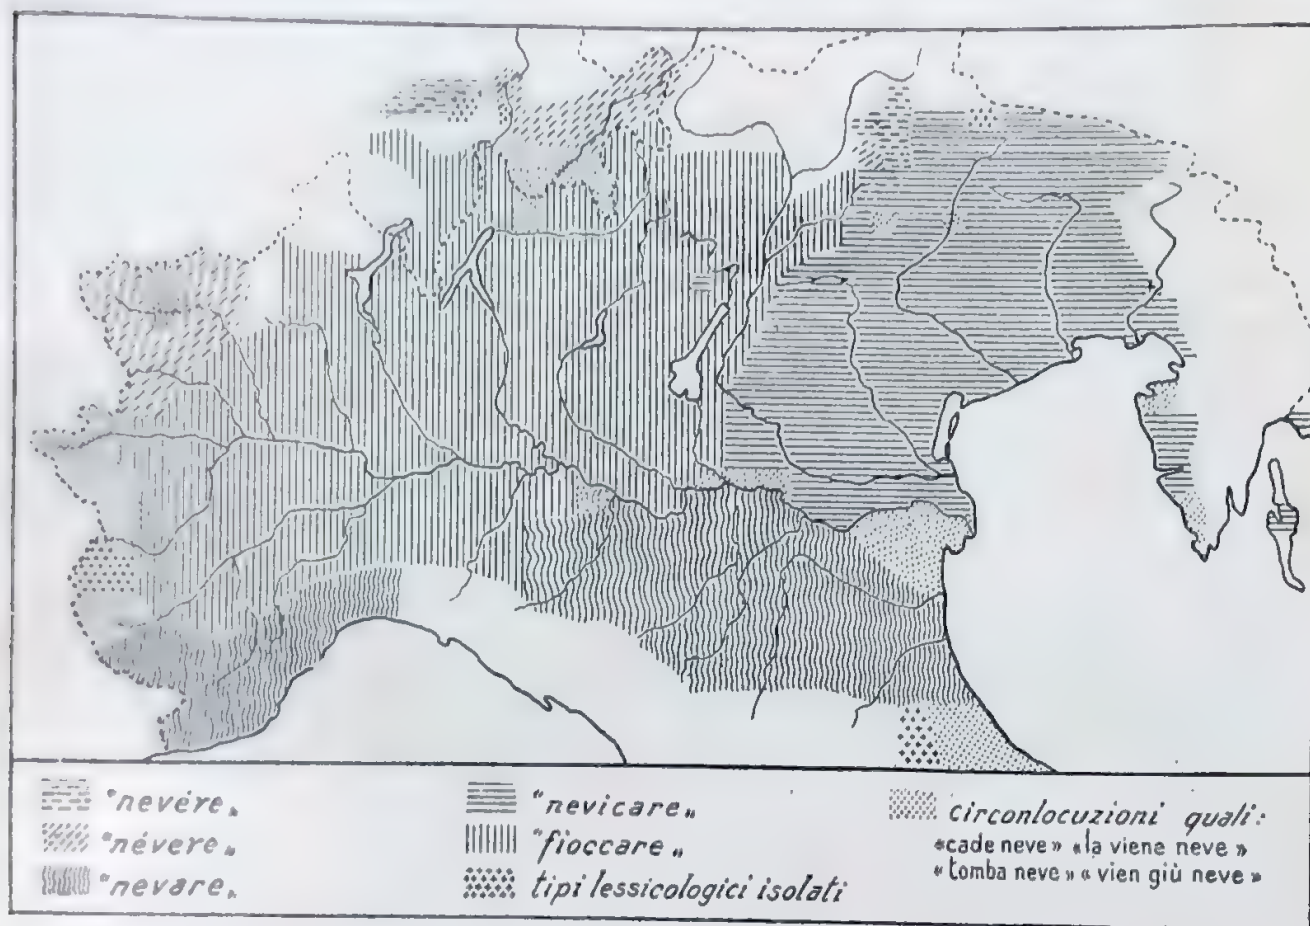 "nevére„
"névere„
"nevare„
"nevicare„
"fioccare„
tipi lessicologici isolati
circonlocuzioni quali:
«cade neve» «la viene neve»
«tomba neve» «vien giù neve»